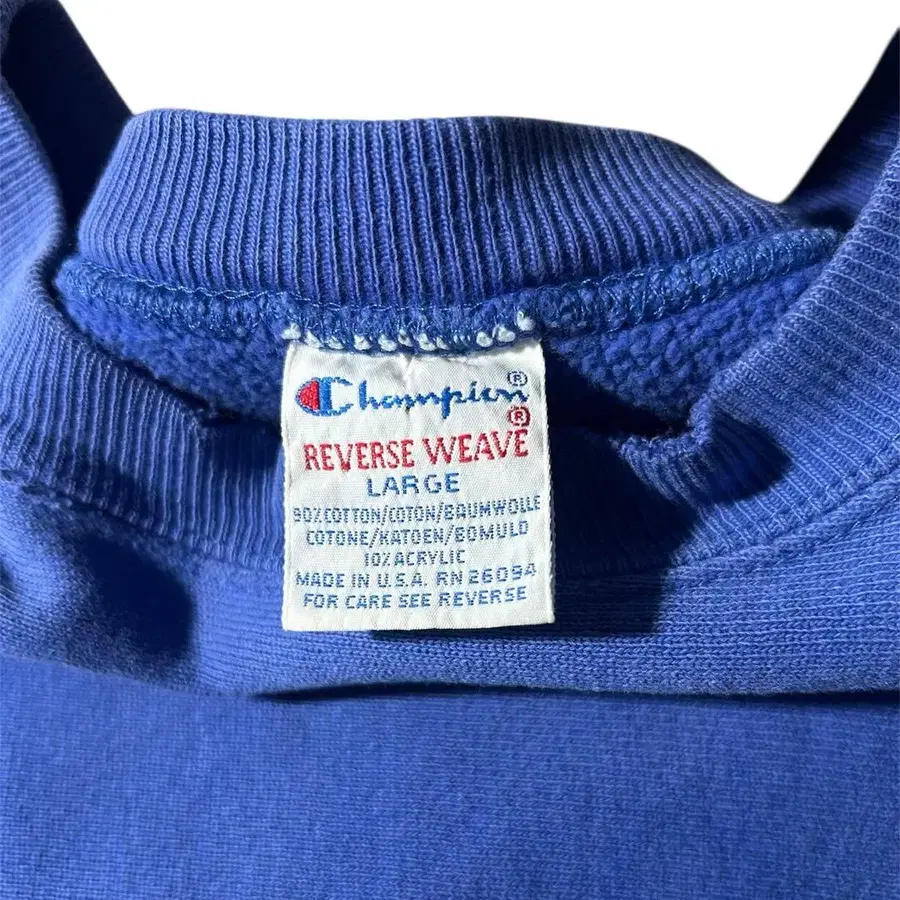 Champion®
REVERSE WEAVE®
LARGE
90% COTTON/COTON/BAUMWOLLE
COTONE/KATOEN/BOMULD
10% ACRYLIC
MADE IN U.S.A. RN 26094
FOR CARE SEE REVERSE